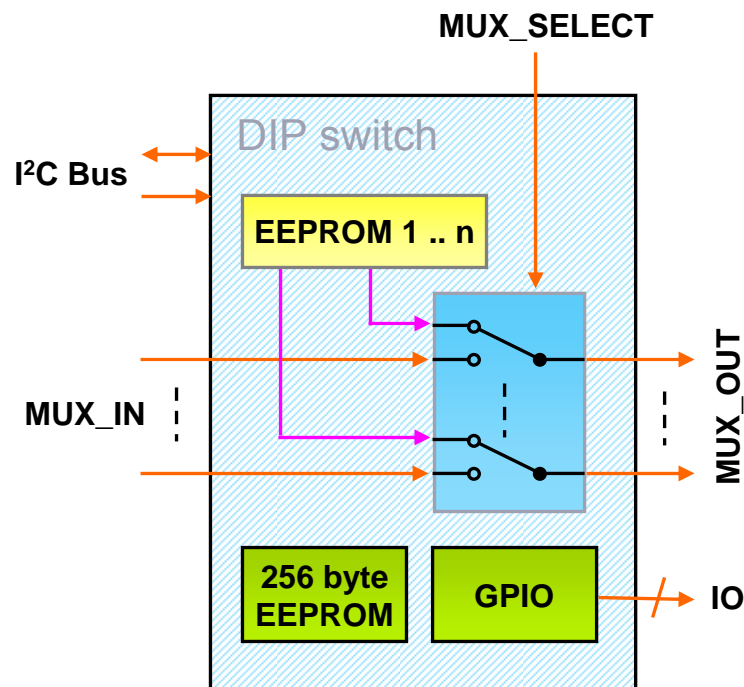 MUX_SELECT
DIP switch
I²C Bus
EEPROM 1 .. n
MUX_IN
MUX_OUT
256 byte
EEPROM
GPIO
IO